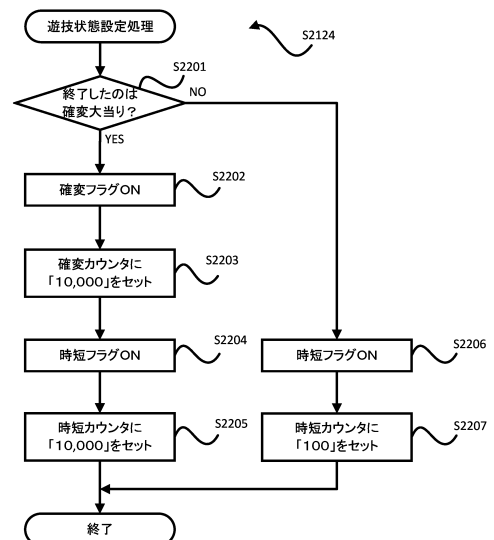 遊技状態設定処理
S2124
S2201
終了したのは
確変大当り？
NO
YES
S2202
確変フラグON
S2203
確変カウンタに
「10,000」をセット
S2204
時短フラグON
S2206
時短フラグON
S2205
時短カウンタに
「10,000」をセット
S2207
時短カウンタに
「100」をセット
終了